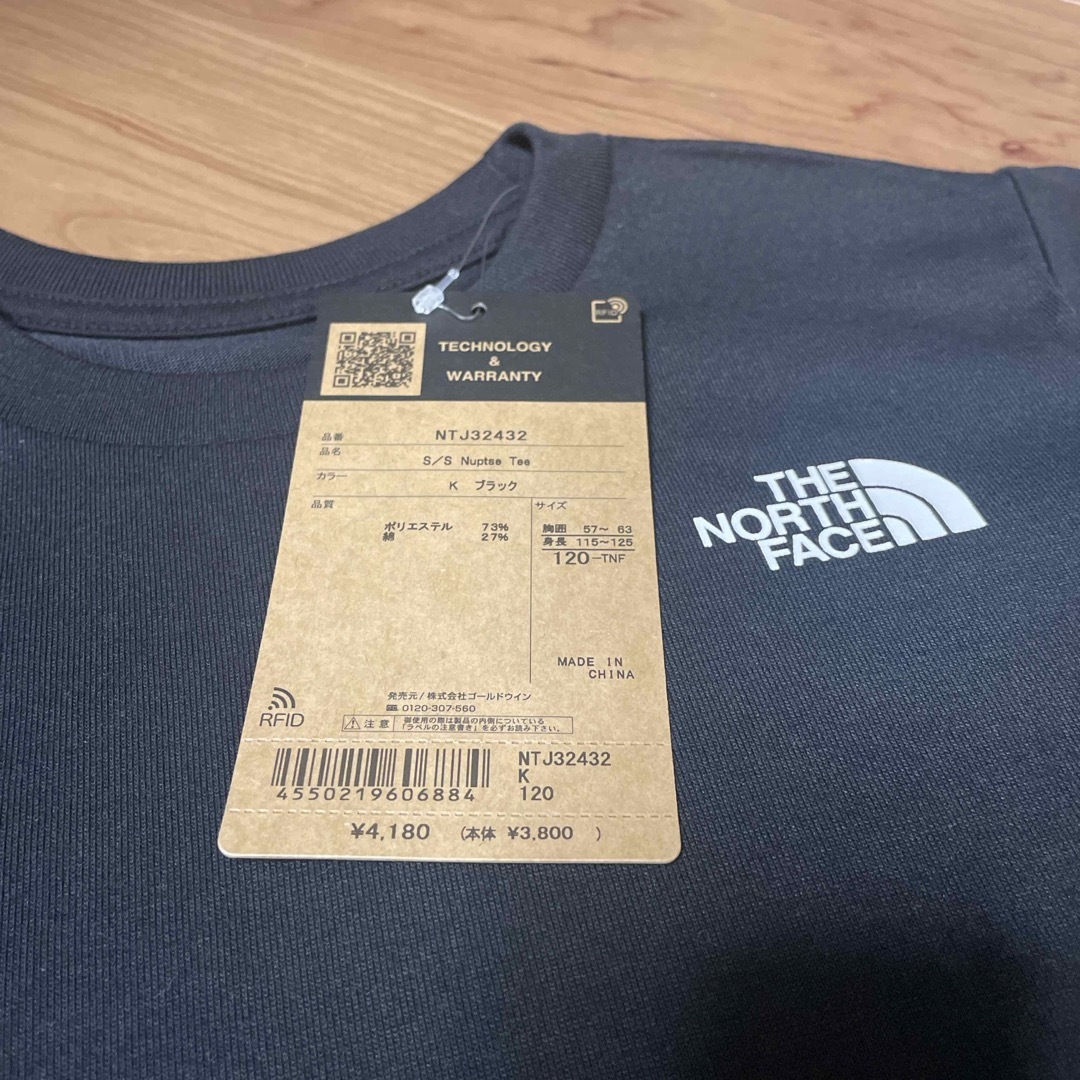 RFID
TECHNOLOGY
&
WARRANTY
品番 NTJ32432
品名 S/S Nuptse Tee
カラー K ブラック
品質
ポリエステル 73%
綿 27%
サイズ
胸囲 57〜 63
身長 115〜125
120-TNF
MADE IN
CHINA
発売元/株式会社ゴールドウイン
0120-307-560
RFID
注意 御使用の際は製品の内側についている
「ラベルの注意書き」を必ずお読み下さい。
4550219606884
NTJ32432
K
120
¥4,180 (本体 ¥3,800 )
THE
NORTH
FACE